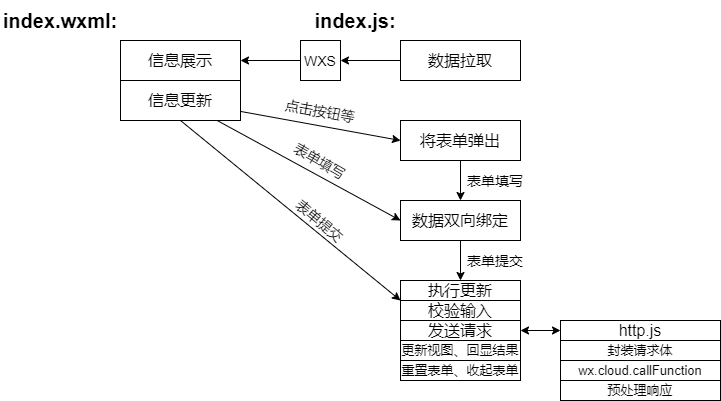 index.wxml:
index.js:
信息展示
WXS
数据拉取
信息更新
点击按钮等
将表单弹出
表单填写
表单填写
数据双向绑定
表单提交
表单提交
执行更新
校验输入
发送请求
http.js
更新视图、回显结果
封装请求体
重置表单、收起表单
wx.cloud.callFunction
预处理响应